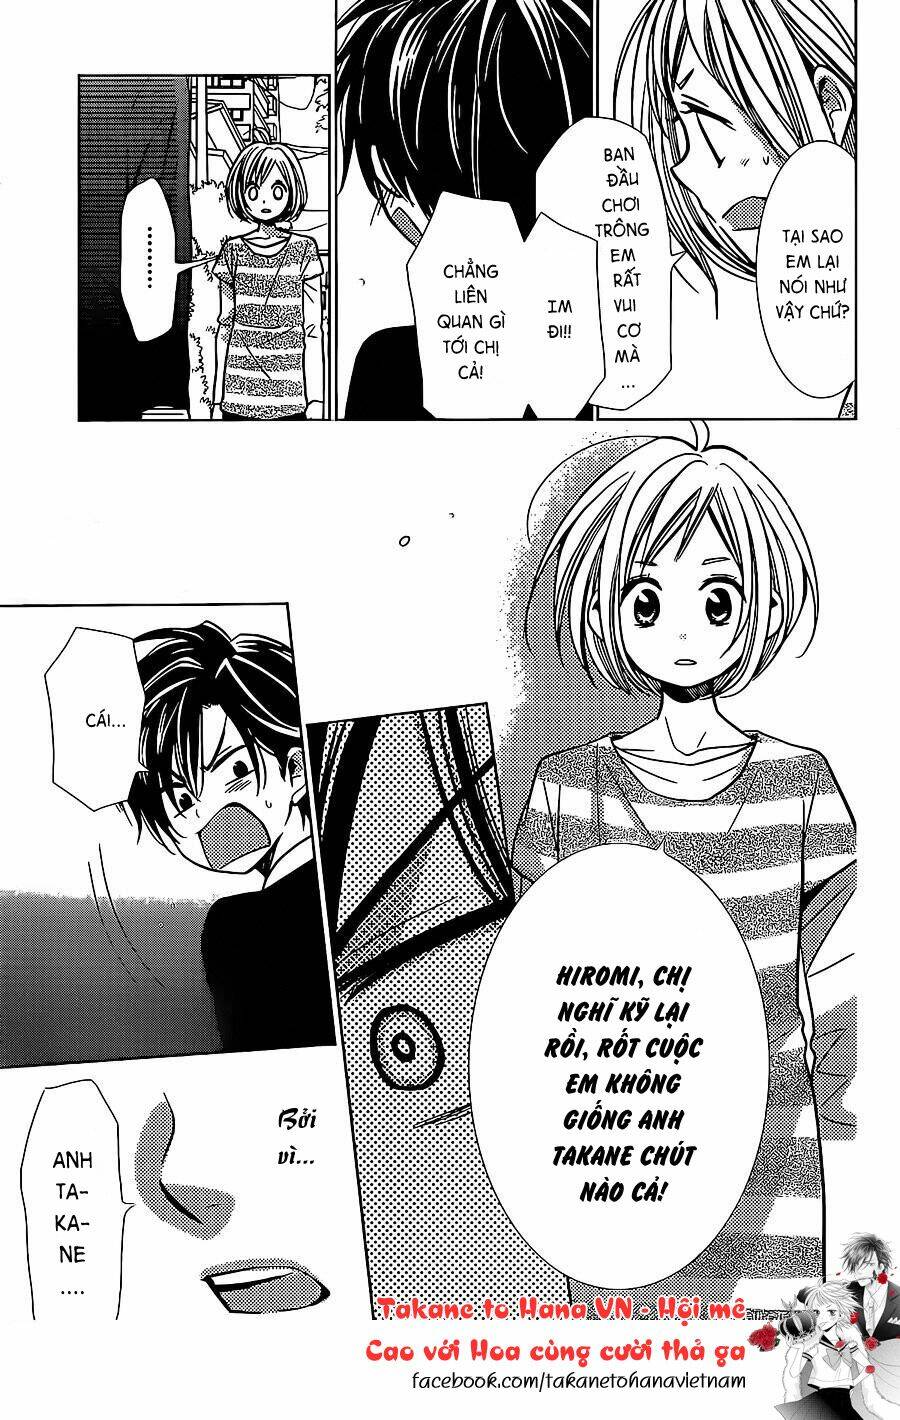 TẠI SAO
EM LẠI
NÓI NHƯ
VẬY CHỨ?
BAN
ĐẦU
CHƠI
TRÔNG
EM
RẤT
VUI
CƠ
MÀ
...
IM
ĐI!!
CHẲNG
LIÊN
QUAN GÌ
TỚI CHỊ
CẢ!
........
HIROMI, CHỊ
NGHĨ KỸ LẠI
RỒI, RỐT CUỘC
EM KHÔNG
GIỐNG ANH
TAKANE CHÚT
NÀO CẢ!
CÁI...
Bởi
vì...
ANH
TA-
KA-
NE
....
Takane to Hana VN - Hội mê
Cao với Hoa cùng cười thả ga
facebook.com/takanetohanavietnam